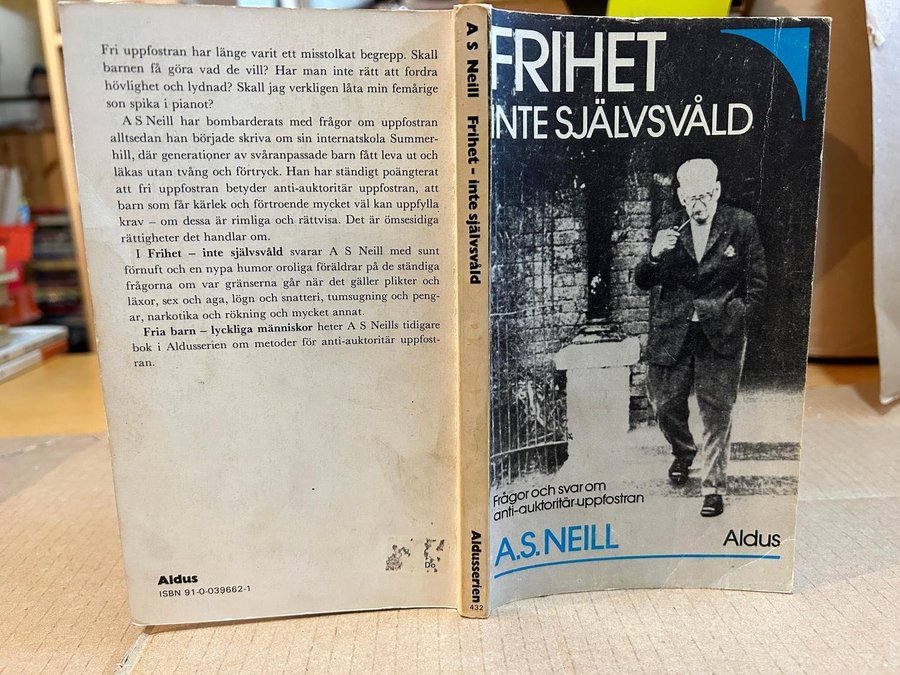 Fri uppfostran har länge varit ett misstolkat begrepp. Skall
barnen få göra vad de vill? Har man inte rätt att fordra
hövlighet och lydnad? Skall jag verkligen låta min femårige
son spika i pianot?
A S Neill har bombarderats med frågor om uppfostran
alltsedan han började skriva om sin internatskola Summer-
hill, där generationer av svåranpassade barn fått leva ut och
läkas utan tvång och förtryck. Han har ständigt poängterat
att fri uppfostran betyder anti-auktoritär uppfostran, att
barn som får kärlek och förtroende mycket väl kan uppfylla
krav – om dessa är rimliga och rättvisa. Det är ömsesidiga
rättigheter det handlar om.
I Frihet – inte självsvåld svarar A S Neill med sunt
förnuft och en nypa humor oroliga föräldrar på de ständiga
frågorna om var gränserna går när det gäller plikter och
läxor, sex och aga, lögn och snatteri, tumsugning och peng-
ar, narkotika och rökning och mycket annat.
Fria barn – lyckliga människor heter A S Neills tidigare
bok i Aldusserien om metoder för anti-auktoritär uppfost-
ran.
Aldus
ISBN 91-0-039662-1
A S Neill Frihet – inte självsvåld
Aldusserien
432
FRIHET
INTE SJÄLVSVÅLD
Frågor och svar om
anti-auktoritär uppfostran
A.S. NEILL
Aldus